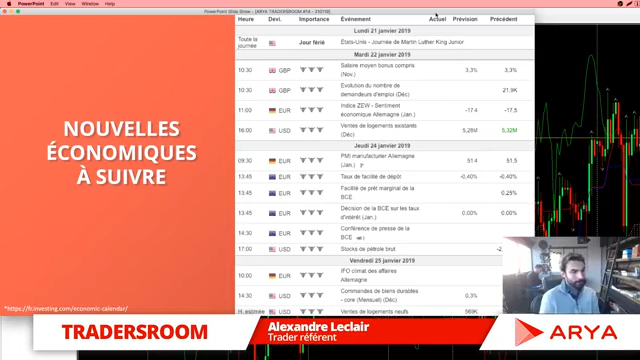 PowerPoint File Edit View Window Help
PowerPoint Slide Show - [ARYA TRADERSROOM #14 - 210119]
NOUVELLES
ÉCONOMIQUES
À SUIVRE
*https://fr.investing.com/economic-calendar/
Heure Devi. Importance Événement Actuel Prévision Précédent
Lundi 21 janvier 2019
Toute la
journée Jour férié États-Unis - Journée de Martin Luther King Junior
Mardi 22 janvier 2019
10:30 GBP Salaire moyen bonus compris
(Nov.) 3,3% 3,3%
10:30 GBP Evolution du nombre de
demandeurs d'emploi (Déc) 21,9K
11:00 EUR Indice ZEW - Sentiment
économique Allemagne (Jan.) -17,4 -17,5
16:00 USD Ventes de logements existants
(Déc) 5,28M 5,32M
Jeudi 24 janvier 2019
09:30 EUR PMI manufacturier Allemagne
(Jan.) 51,4 51,5
13:45 EUR Taux de facilité de dépôt -0,40% -0,40%
13:45 EUR Facilité de prêt marginal de la
BCE 0,25%
13:45 EUR Décision de la BCE sur les taux
d'intérêt (Jan.) 0,00% 0,00%
14:30 EUR Conférence de presse de la
BCE
17:00 USD Stocks de pétrole brut
Vendredi 25 janvier 2019
10:00 EUR IFO climat des affaires
Allemagne
14:30 USD Commandes de biens durables
- core (Mensuel) (Déc) 0,3%
H. estimée USD Ventes de logements neufs 569K
TRADERSROOM
Alexandre Leclair
Trader référent
ARYA